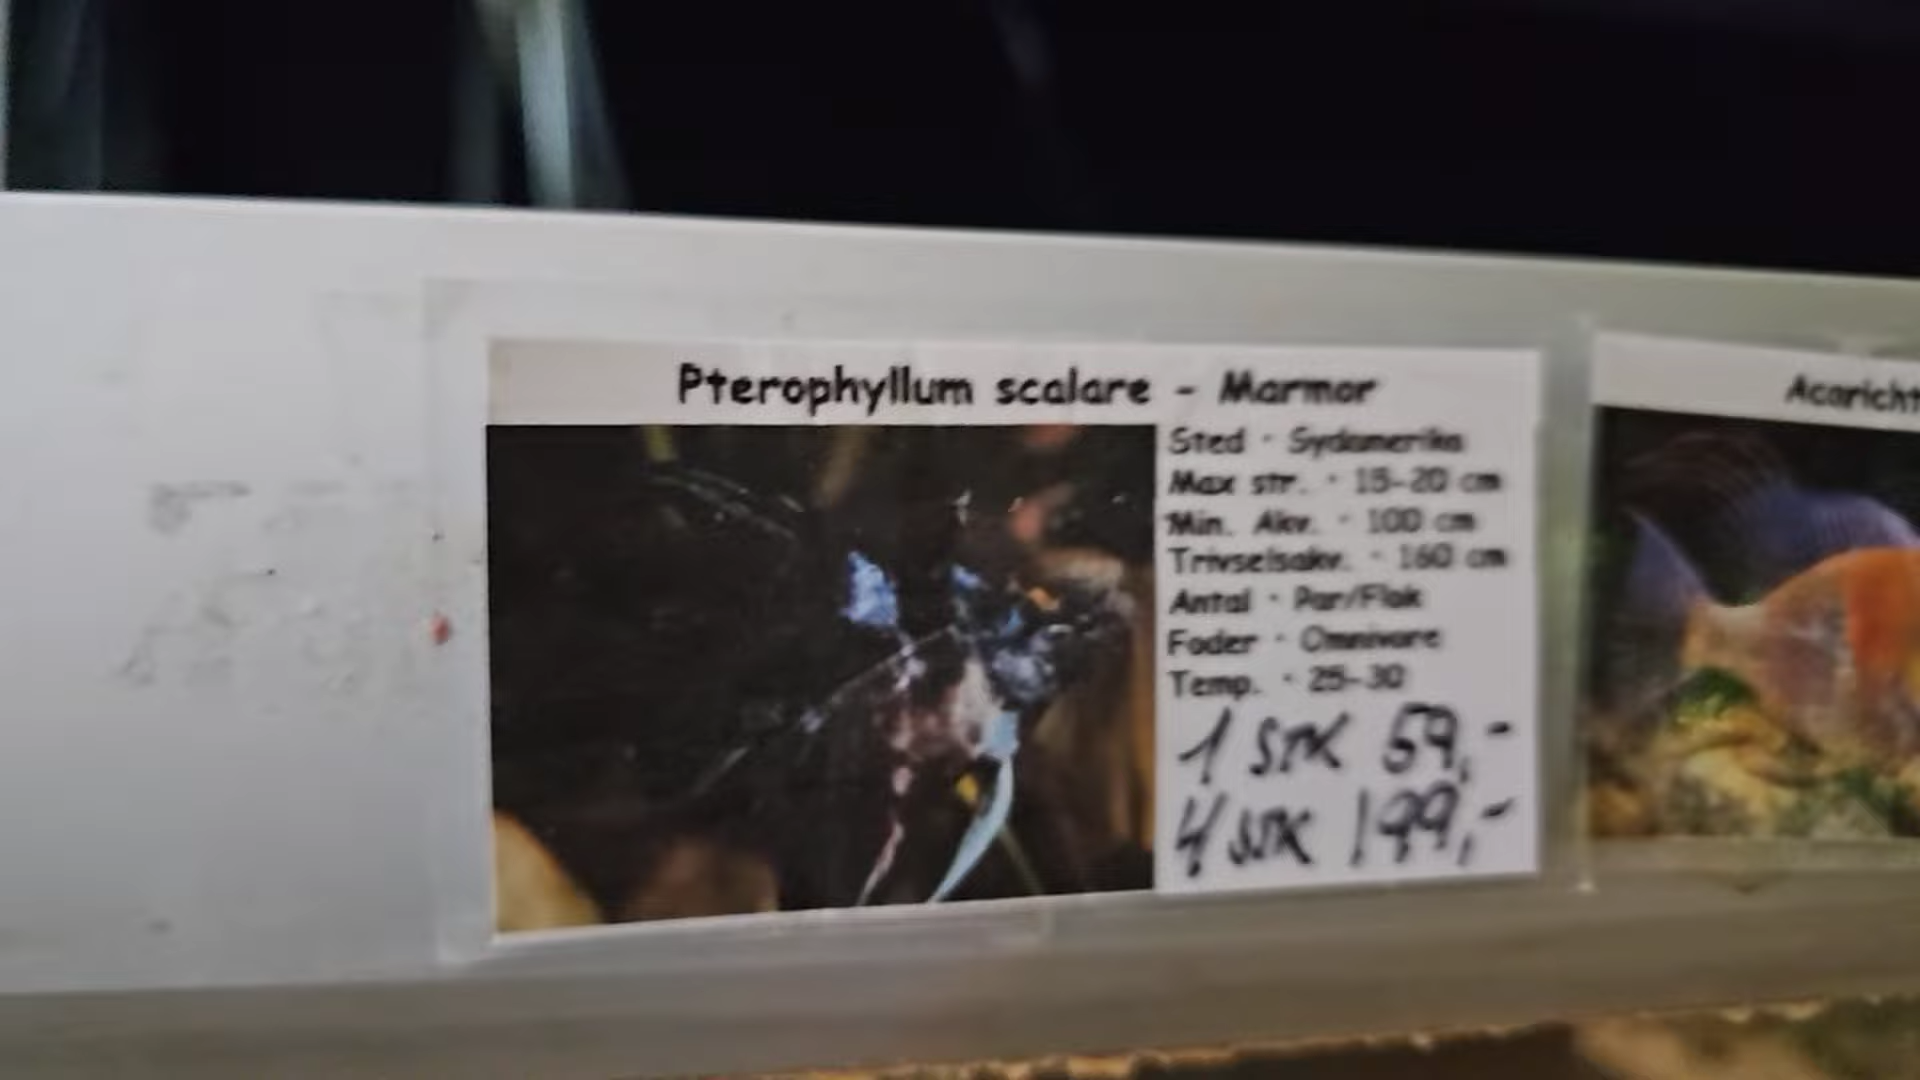 Pterophyllum scalare - Marmor
Sted · Sydamerika
Max str. · 15-20 cm
Min. Akv. · 100 cm
Trivselsakv. · 160 cm
Antal · Par/Flok
Foder · Omnivore
Temp. · 25-30
1 STK 59,-
4 STK 199,-
Acaricht